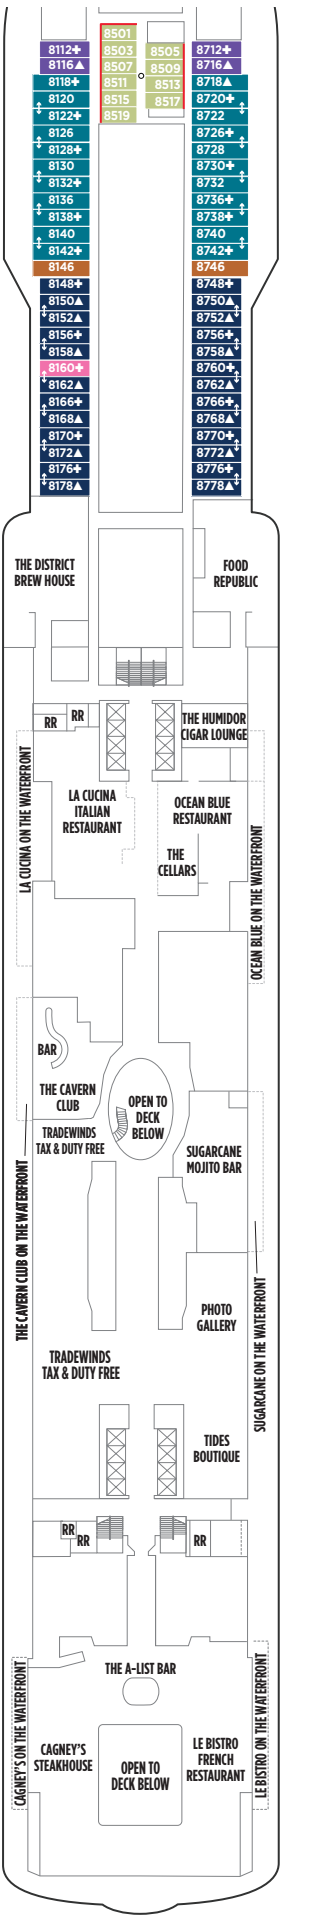 8501
8112✚ 8503 8505 8712✚
8116▲ 8507 8509 8716▲
8118✚ 8511 8513 8718▲
8120 8515 8517 8720✚
8122✚ 8519 8722
8126 8726✚
8128✚ 8728
8130 8730✚
8132✚ 8732
8136 8736✚
8138✚ 8738✚
8140 8740
8142✚ 8742✚
8146 8746
8148✚ 8748✚
8150▲ 8750▲
8152▲ 8752▲
8156✚ 8756✚
8158▲ 8758▲
8160✚ 8760✚
8162▲ 8762▲
8166✚ 8766✚
8168▲ 8768▲
8170✚ 8770✚
8172▲ 8772▲
8176✚ 8776✚
8178▲ 8778▲
THE DISTRICT
BREW HOUSE
FOOD
REPUBLIC
RR
RR
THE HUMIDOR
CIGAR LOUNGE
LA CUCINA ON THE WATERFRONT
LA CUCINA
ITALIAN
RESTAURANT
OCEAN BLUE
RESTAURANT
THE
CELLARS
OCEAN BLUE ON THE WATERFRONT
BAR
THE CAVERN
CLUB
OPEN TO
DECK
BELOW
TRADEWINDS
TAX & DUTY FREE
SUGARCANE
MOJITO BAR
THE CAVERN CLUB ON THE WATERFRONT
SUGARCANE ON THE WATERFRONT
PHOTO
GALLERY
TRADEWINDS
TAX & DUTY FREE
TIDES
BOUTIQUE
RR
RR
RR
THE A-LIST BAR
CAGNEY'S ON THE WATERFRONT
CAGNEY'S
STEAKHOUSE
OPEN TO
DECK BELOW
LE BISTRO
FRENCH
RESTAURANT
LE BISTRO ON THE WATERFRONT